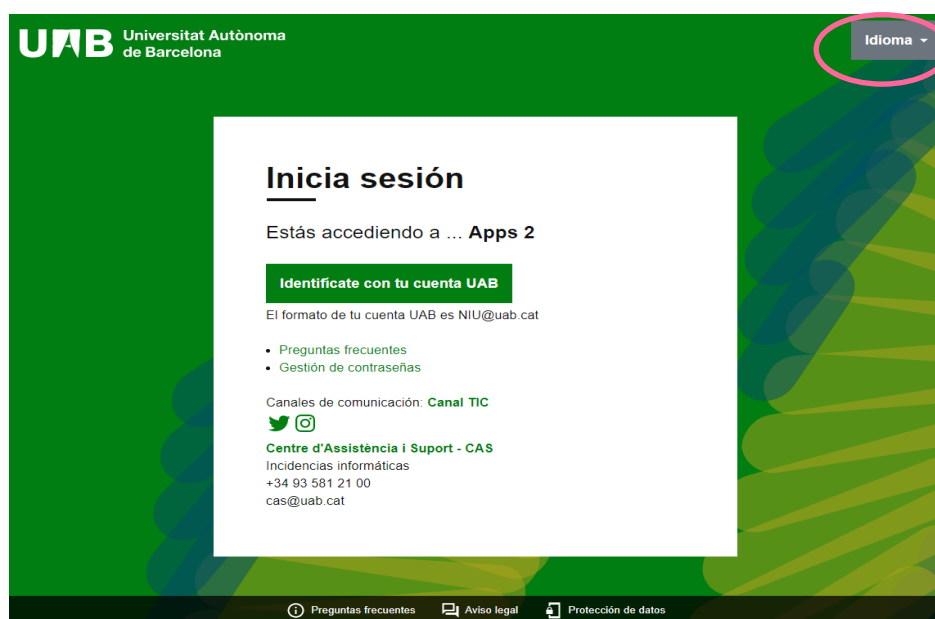 UAB Universitat Autònoma
de Barcelona
Idioma
Inicia sesión
Estás accediendo a ... Apps 2
Identifícate con tu cuenta UAB
El formato de tu cuenta UAB es NIU@uab.cat
Preguntas frecuentes
Gestión de contraseñas
Canales de comunicación: Canal TIC
Centre d'Assistència i Suport - CAS
Incidencias informáticas
+34 93 581 21 00
cas@uab.cat
Preguntas frecuentes Aviso legal Protección de datos